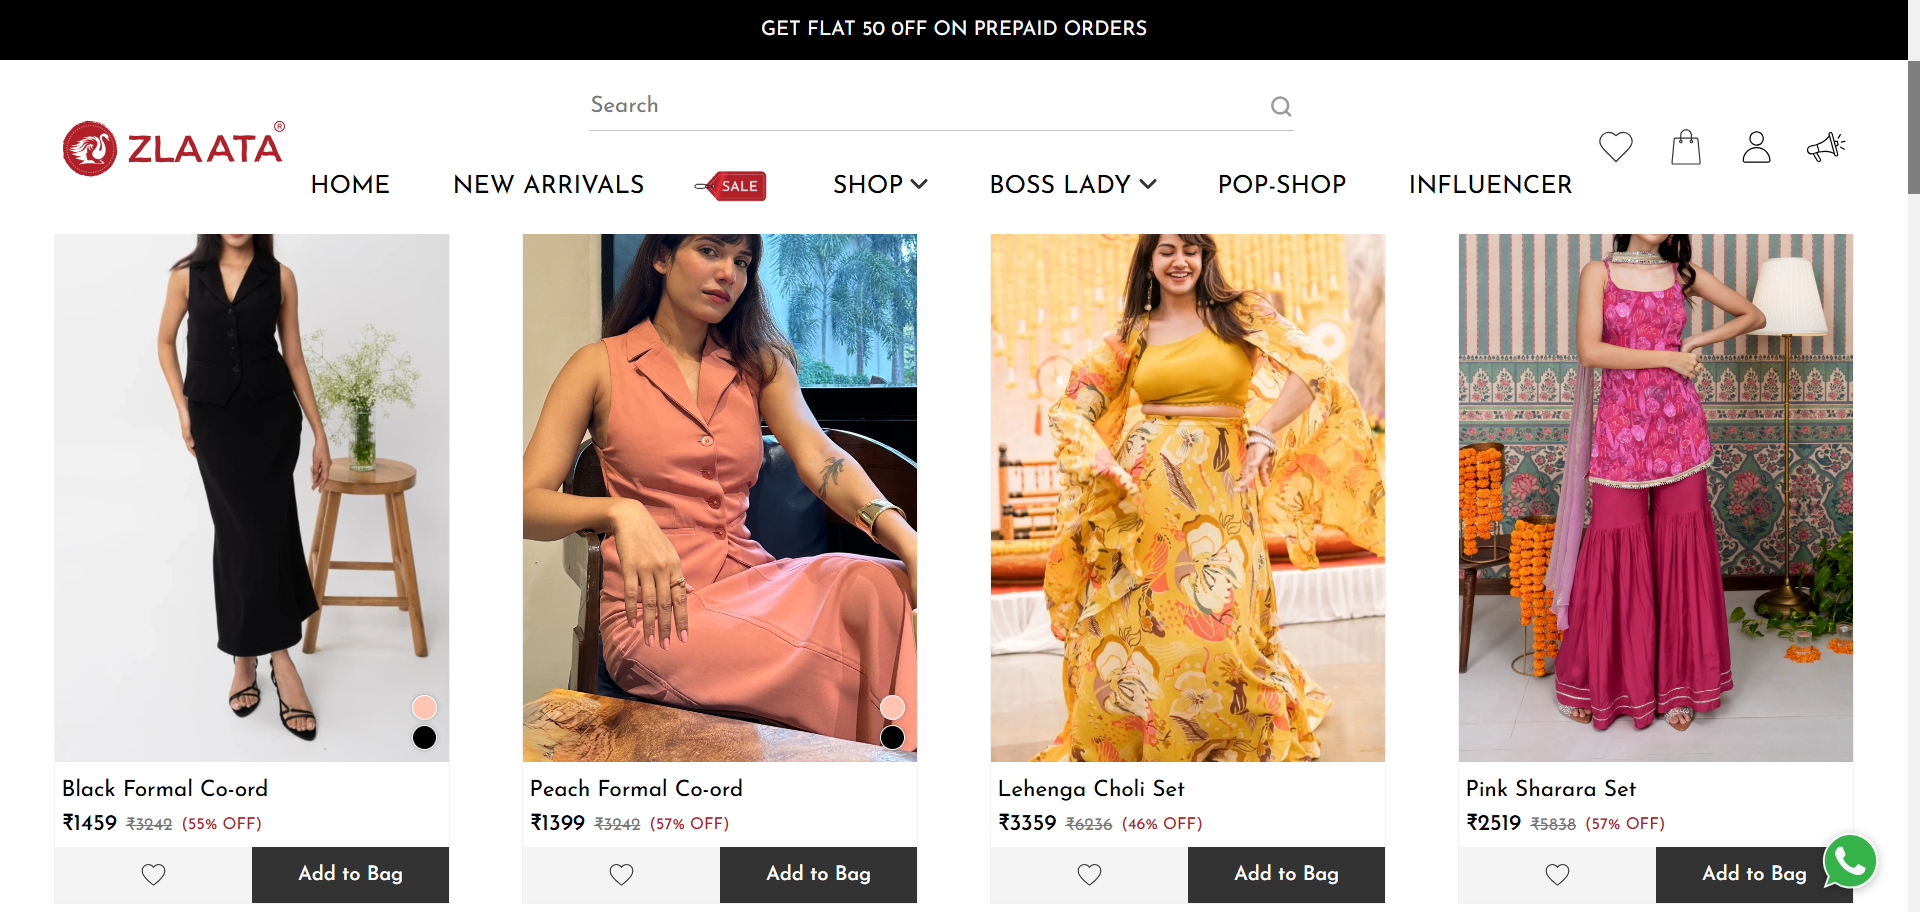 GET FLAT 50 OFF ON PREPAID ORDERS
Search
ZLAATA®
HOME NEW ARRIVALS SALE SHOP BOSS LADY POP-SHOP INFLUENCER
Black Formal Co-ord
₹1459 ₹3242 (55% OFF)
Add to Bag
Peach Formal Co-ord
₹1399 ₹3242 (57% OFF)
Add to Bag
Lehenga Choli Set
₹3359 ₹6236 (46% OFF)
Add to Bag
Pink Sharara Set
₹2519 ₹5838 (57% OFF)
Add to Bag